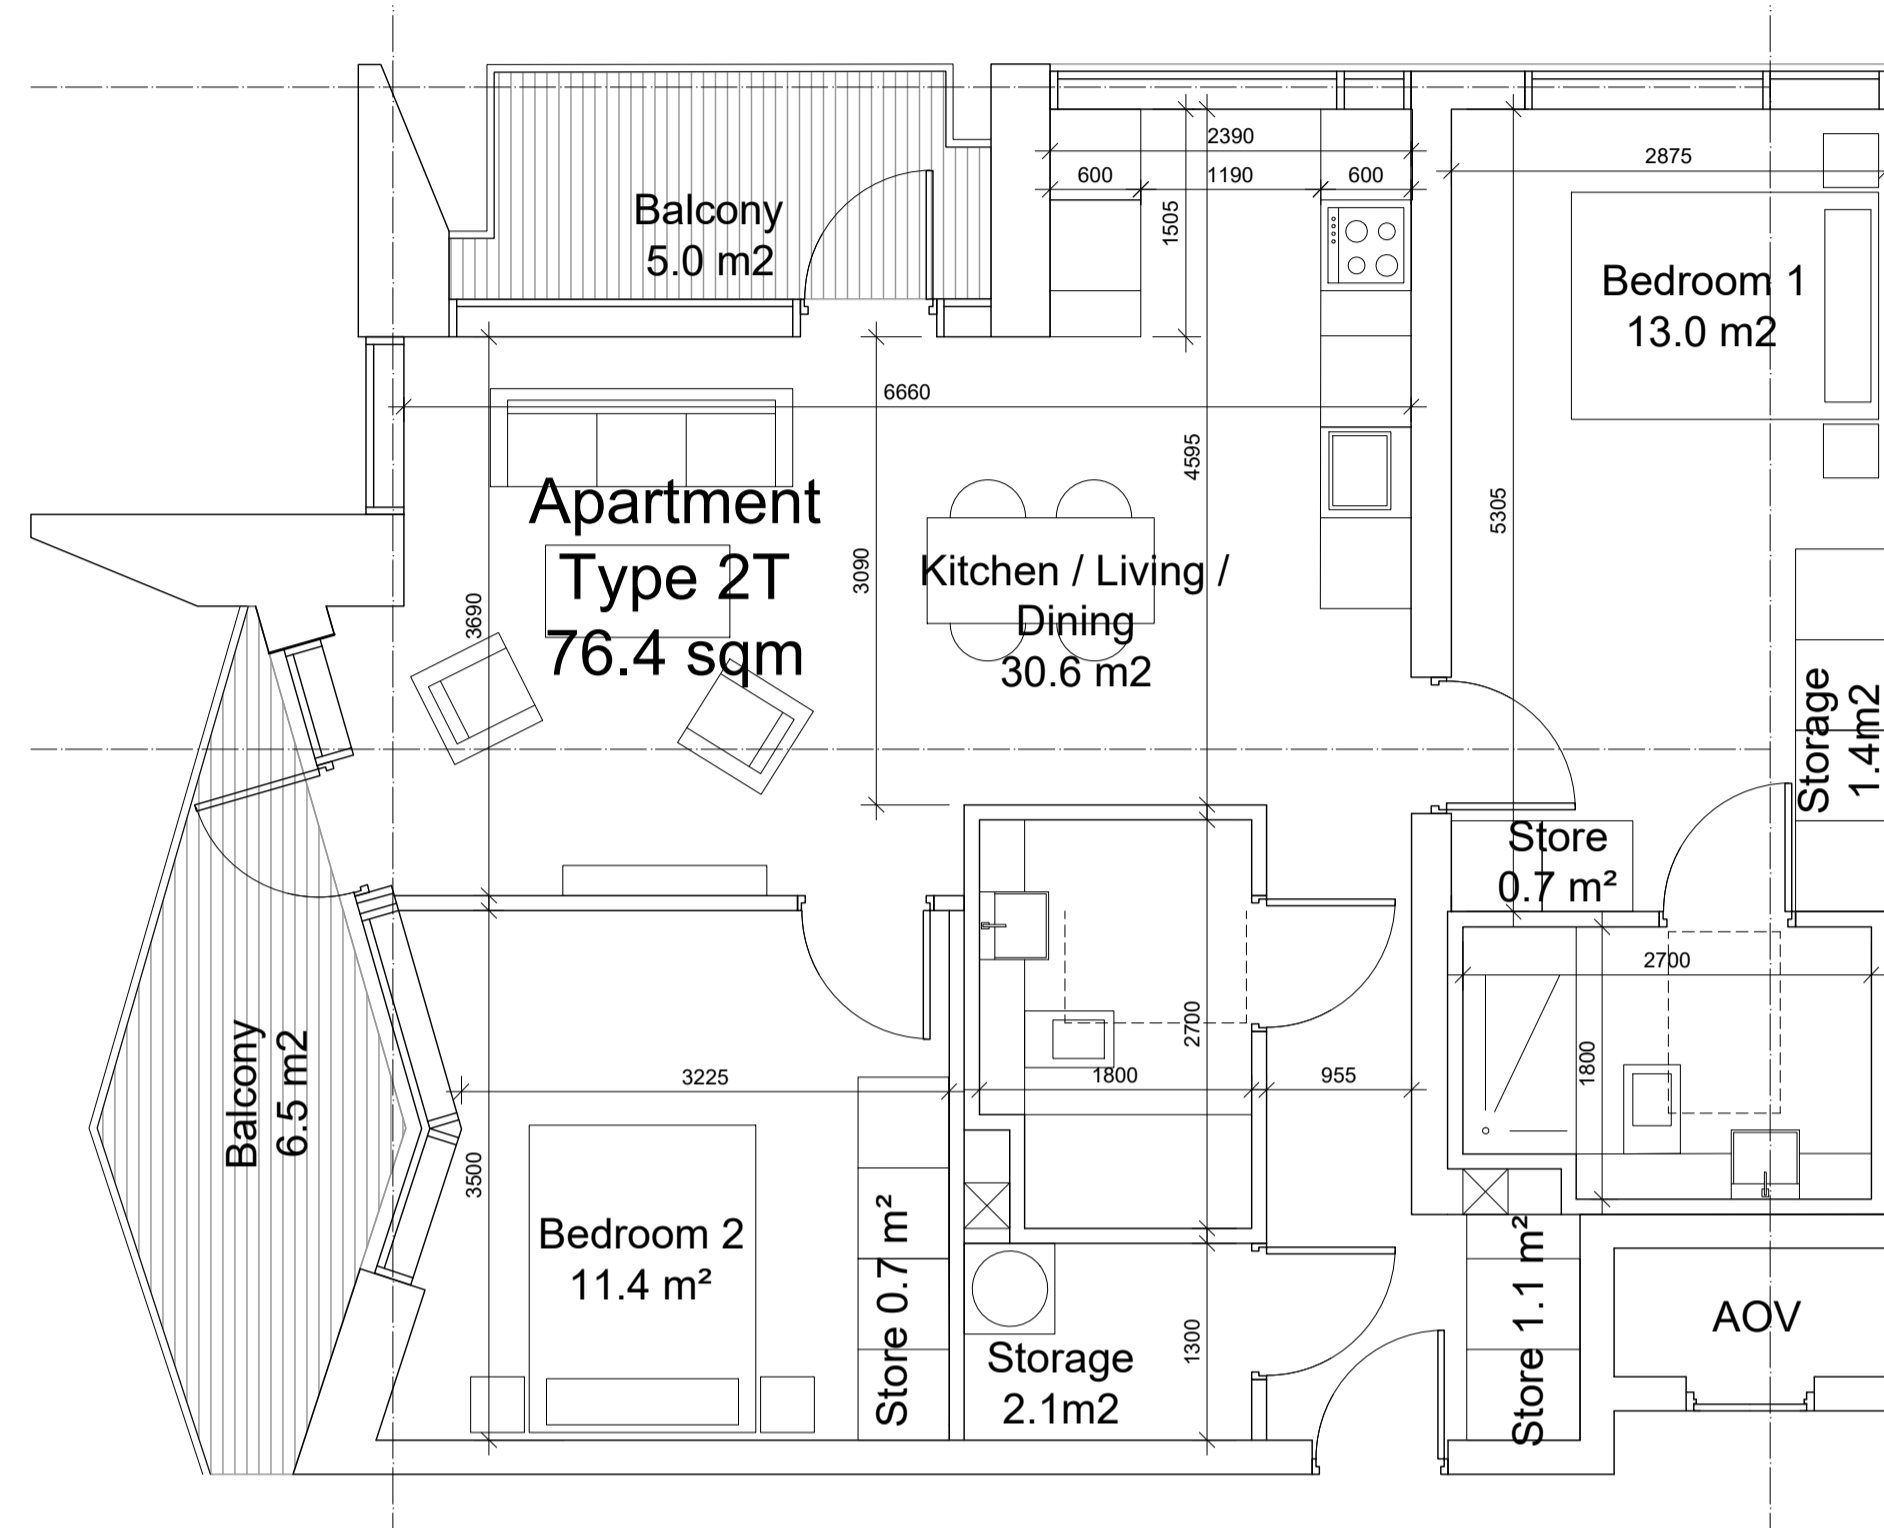 2390
2875
600
1190
600
Balcony
5.0 m2
1505
Bedroom 1
13.0 m2
6660
4595
Apartment
Type 2T
76.4 sqm
5305
3090
Kitchen / Living /
Dining
30.6 m2
3690
Storage
1.4m2
Store
0.7 m²
2700
2700
1800
3225
1800
955
Balcony
6.5 m2
3500
Bedroom 2
11.4 m²
Store 0.7 m²
Store 1.1 m²
AOV
1300
Storage
2.1m2